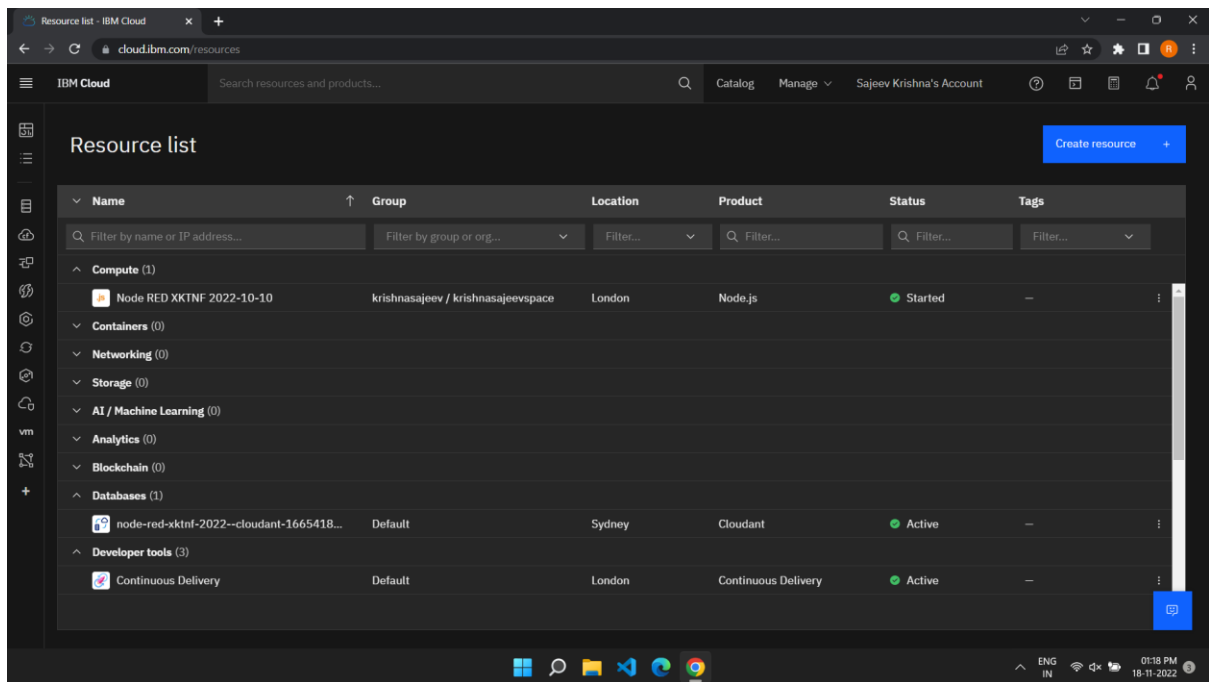 Resource list - IBM Cloud
cloud.ibm.com/resources
R
IBM Cloud Search resources and products... Catalog Manage Sajeev Krishna's Account
Resource list
Create resource +
Name Group Location Product Status Tags
Filter by name or IP address... Filter by group or org... Filter... Filter... Filter... Filter...
Compute (1)
Node RED XKTNF 2022-10-10 krishnasajeev / krishnasajeevspace London Node.js Started –
Containers (0)
Networking (0)
Storage (0)
AI / Machine Learning (0)
vm
Analytics (0)
Blockchain (0)
Databases (1)
node-red-xktnf-2022--cloudant-1665418... Default Sydney Cloudant Active –
Developer tools (3)
Continuous Delivery Default London Continuous Delivery Active –
ENG
IN
01:18 PM
18-11-2022
3